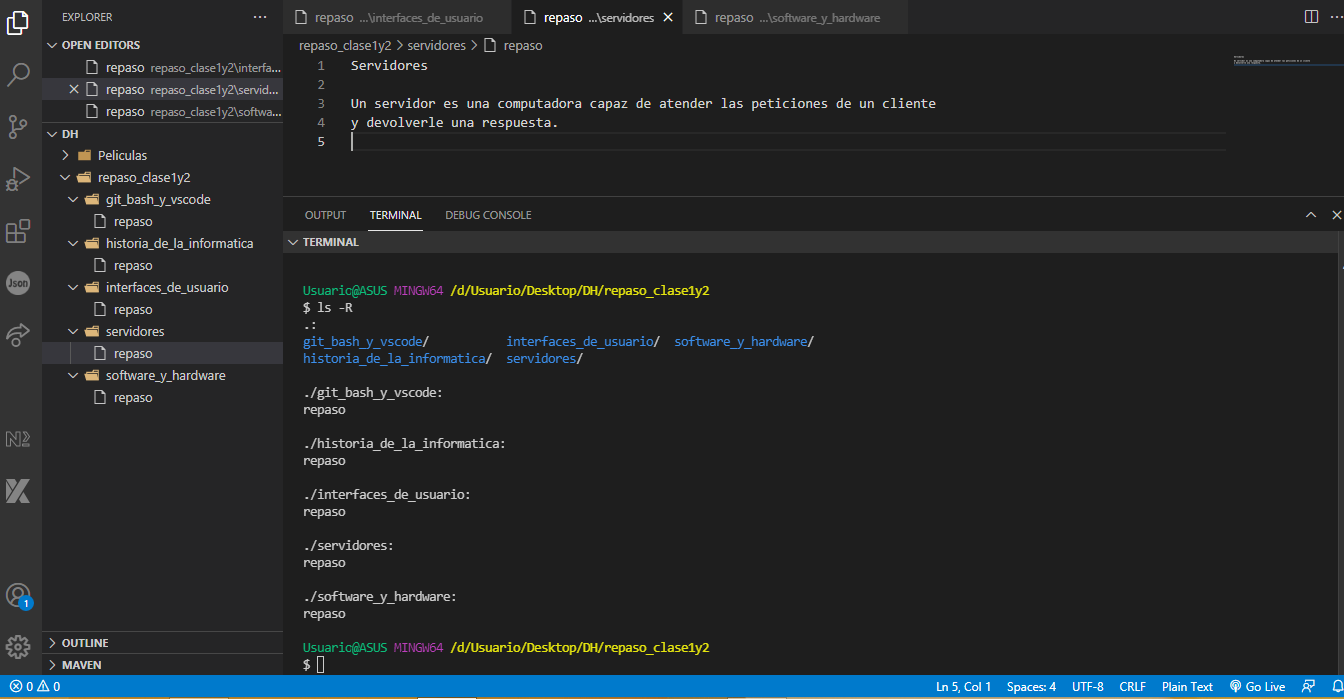 EXPLORER ...
OPEN EDITORS
repaso repaso_clase1y2\interfa...
repaso repaso_clase1y2\servid...
repaso repaso_clase1y2\softwa...
DH
Peliculas
repaso_clase1y2
git_bash_y_vscode
repaso
historia_de_la_informatica
repaso
interfaces_de_usuario
repaso
servidores
repaso
software_y_hardware
repaso
OUTLINE
MAVEN
Json
N2
1
repaso ...\interfaces_de_usuario repaso ...\servidores repaso ...\software_y_hardware
repaso_clase1y2 > servidores > repaso
1 Servidores
2
3 Un servidor es una computadora capaz de atender las peticiones de un cliente
4 y devolverle una respuesta.
5
OUTPUT TERMINAL DEBUG CONSOLE
TERMINAL
Usuario@ASUS MINGW64 /d/Usuario/Desktop/DH/repaso_clase1y2
$ ls -R
.:
git_bash_y_vscode/ interfaces_de_usuario/ software_y_hardware/
historia_de_la_informatica/ servidores/
./git_bash_y_vscode:
repaso
./historia_de_la_informatica:
repaso
./interfaces_de_usuario:
repaso
./servidores:
repaso
./software_y_hardware:
repaso
Usuario@ASUS MINGW64 /d/Usuario/Desktop/DH/repaso_clase1y2
$
0 0 Ln 5, Col 1 Spaces: 4 UTF-8 CRLF Plain Text Go Live